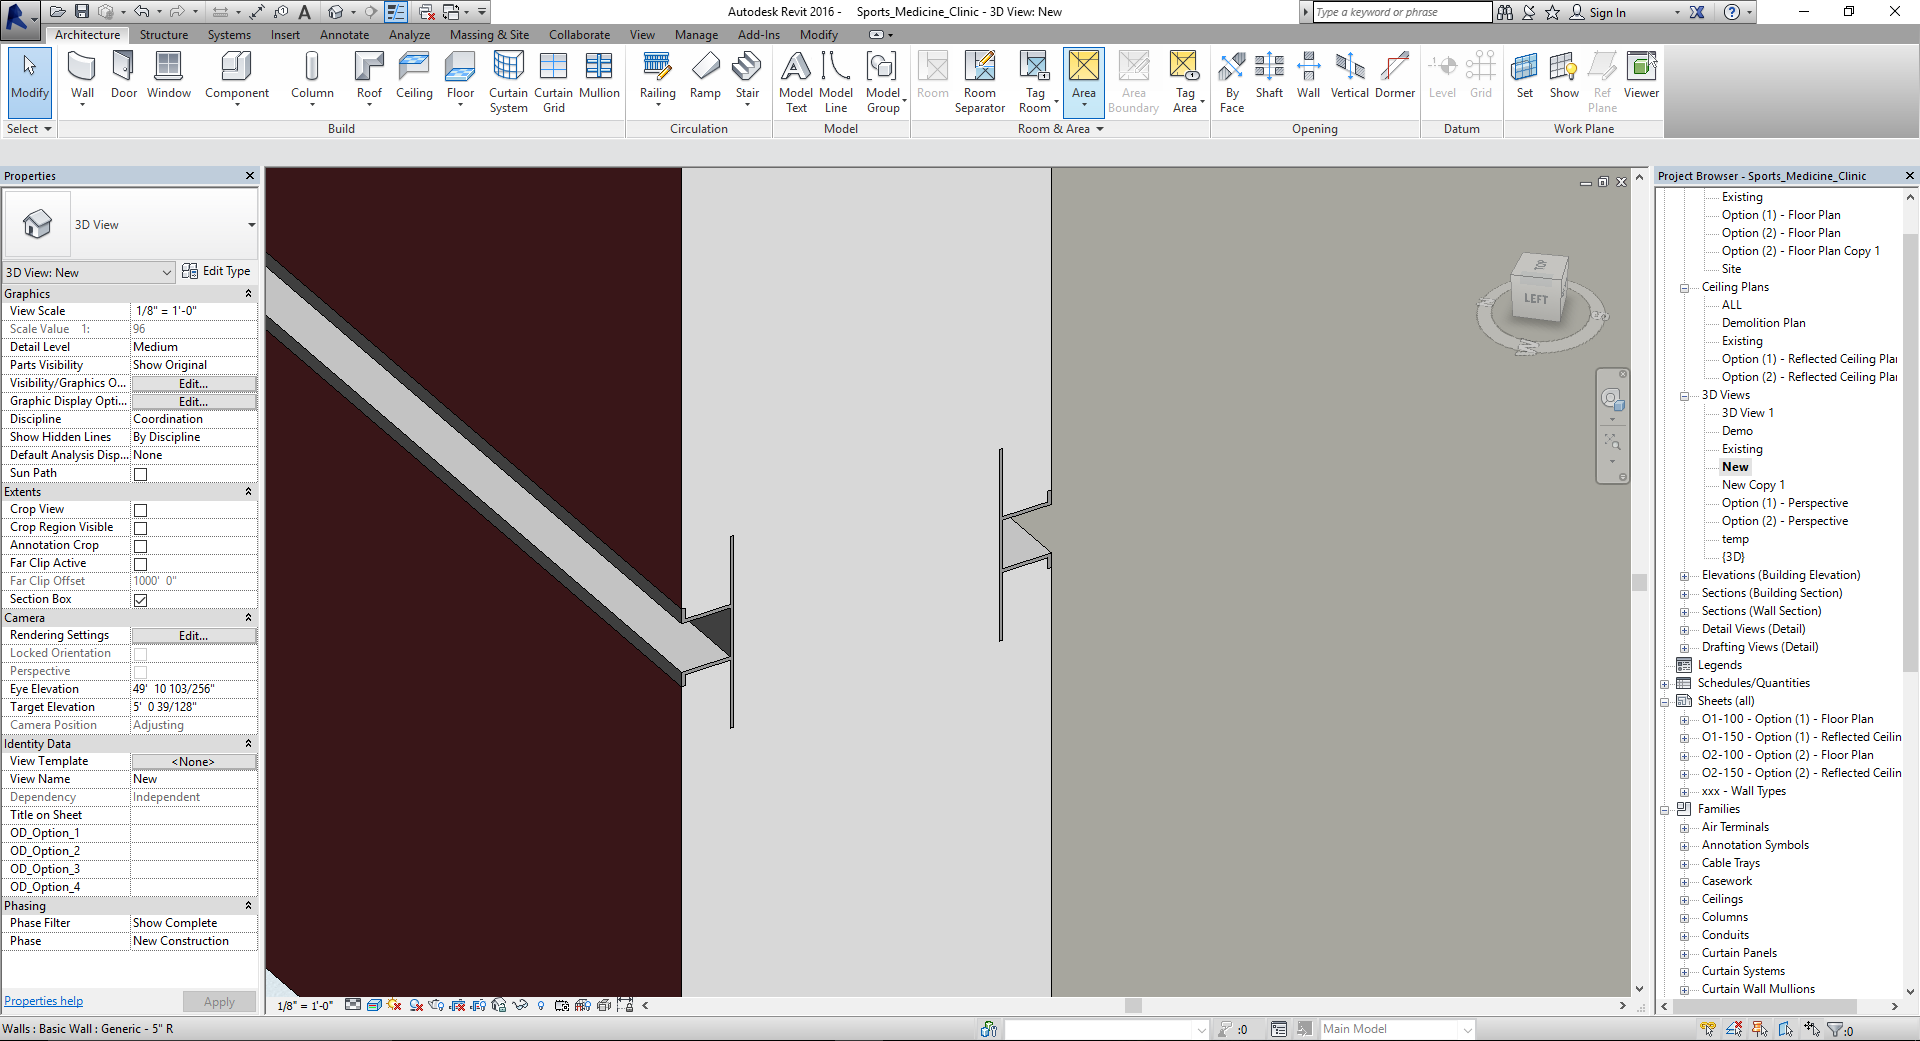 Autodesk Revit 2016 - Sports_Medicine_Clinic - 3D View: New
Type a keyword or phrase
Sign In
Architecture Structure Systems Insert Annotate Analyze Massing & Site Collaborate View Manage Add-Ins Modify
Modify Wall Door Window Component Column Roof Ceiling Floor Curtain System Curtain Grid Mullion Railing Ramp Stair Model Text Model Line Model Group Room Room Separator Tag Room Area Area Boundary Tag Area By Face Shaft Wall Vertical Dormer Level Grid Set Show Ref Plane Viewer
Select Build Circulation Model Room & Area Opening Datum Work Plane
Properties
3D View
3D View: New Edit Type
Graphics
View Scale 1/8" = 1'-0"
Scale Value 1: 96
Detail Level Medium
Parts Visibility Show Original
Visibility/Graphics O... Edit...
Graphic Display Opti... Edit...
Discipline Coordination
Show Hidden Lines By Discipline
Default Analysis Disp... None
Sun Path
Extents
Crop View
Crop Region Visible
Annotation Crop
Far Clip Active
Far Clip Offset 1000' 0"
Section Box
Camera
Rendering Settings Edit...
Locked Orientation
Perspective
Eye Elevation 49' 10 103/256"
Target Elevation 5' 0 39/128"
Camera Position Adjusting
Identity Data
View Template <None>
View Name New
Dependency Independent
Title on Sheet
OD_Option_1
OD_Option_2
OD_Option_3
OD_Option_4
Phasing
Phase Filter Show Complete
Phase New Construction
Properties help Apply
LEFT
1/8" = 1'-0"
Project Browser - Sports_Medicine_Clinic
Existing
Option (1) - Floor Plan
Option (2) - Floor Plan
Option (2) - Floor Plan Copy 1
Site
Ceiling Plans
ALL
Demolition Plan
Existing
Option (1) - Reflected Ceiling Plan
Option (2) - Reflected Ceiling Plan
3D Views
3D View 1
Demo
Existing
New
New Copy 1
Option (1) - Perspective
Option (2) - Perspective
temp
{3D}
Elevations (Building Elevation)
Sections (Building Section)
Sections (Wall Section)
Detail Views (Detail)
Drafting Views (Detail)
Legends
Schedules/Quantities
Sheets (all)
O1-100 - Option (1) - Floor Plan
O1-150 - Option (1) - Reflected Ceilin
O2-100 - Option (2) - Floor Plan
O2-150 - Option (2) - Reflected Ceilin
xxx - Wall Types
Families
Air Terminals
Annotation Symbols
Cable Trays
Casework
Ceilings
Columns
Conduits
Curtain Panels
Curtain Systems
Curtain Wall Mullions
Walls : Basic Wall : Generic - 5" R
:0
Main Model
:0